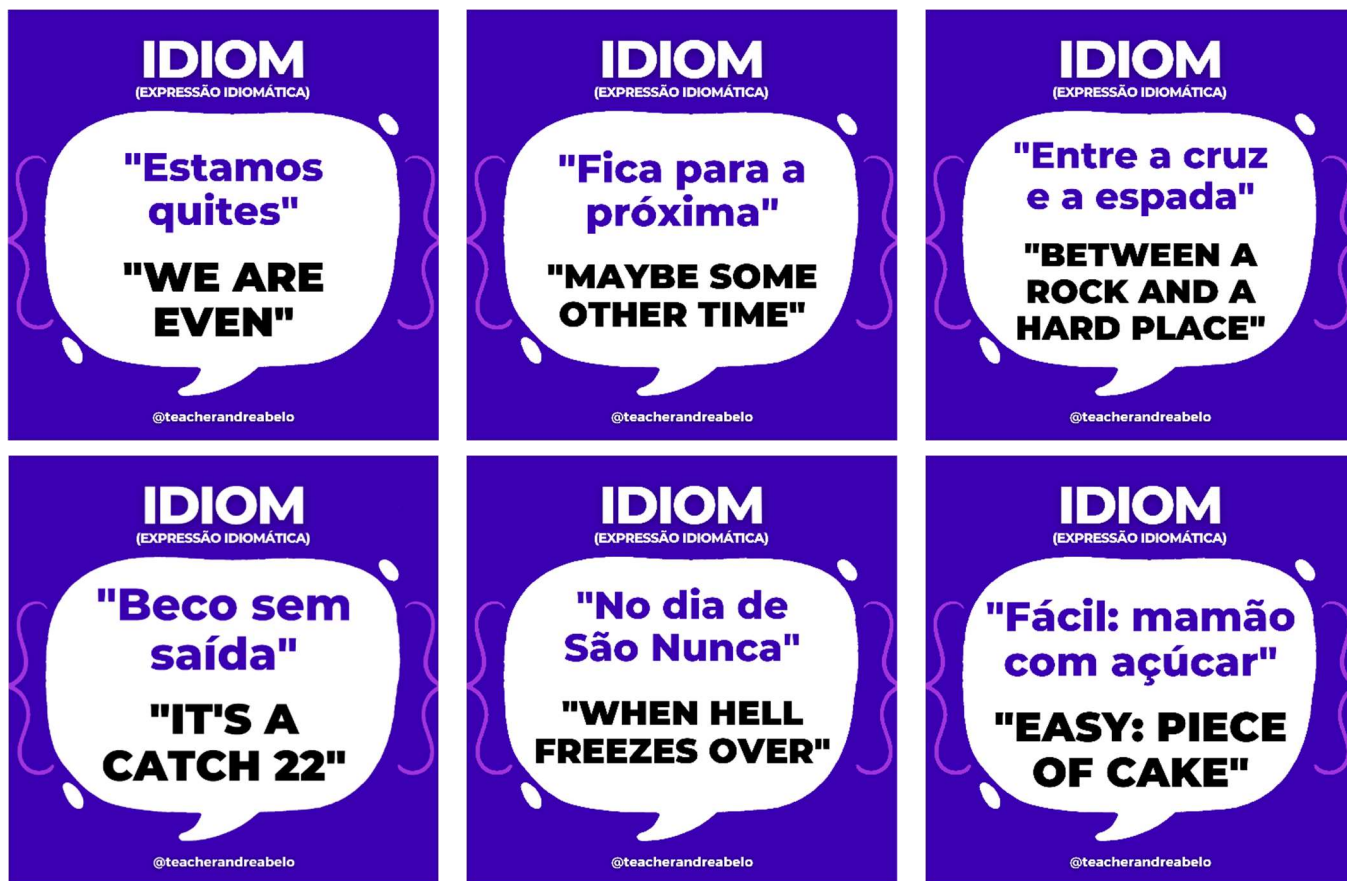 IDIOM
(EXPRESSÃO IDIOMÁTICA)
"Estamos
quites"
"WE ARE
EVEN"
@teacherandreabelo
IDIOM
(EXPRESSÃO IDIOMÁTICA)
"Fica para a
próxima"
"MAYBE SOME
OTHER TIME"
@teacherandreabelo
IDIOM
(EXPRESSÃO IDIOMÁTICA)
"Entre a cruz
e a espada"
"BETWEEN A
ROCK AND A
HARD PLACE"
@teacherandreabelo
IDIOM
(EXPRESSÃO IDIOMÁTICA)
"Beco sem
saída"
"IT'S A
CATCH 22"
@teacherandreabelo
IDIOM
(EXPRESSÃO IDIOMÁTICA)
"No dia de
São Nunca"
"WHEN HELL
FREEZES OVER"
@teacherandreabelo
IDIOM
(EXPRESSÃO IDIOMÁTICA)
"Fácil: mamão
com açúcar"
"EASY: PIECE
OF CAKE"
@teacherandreabelo